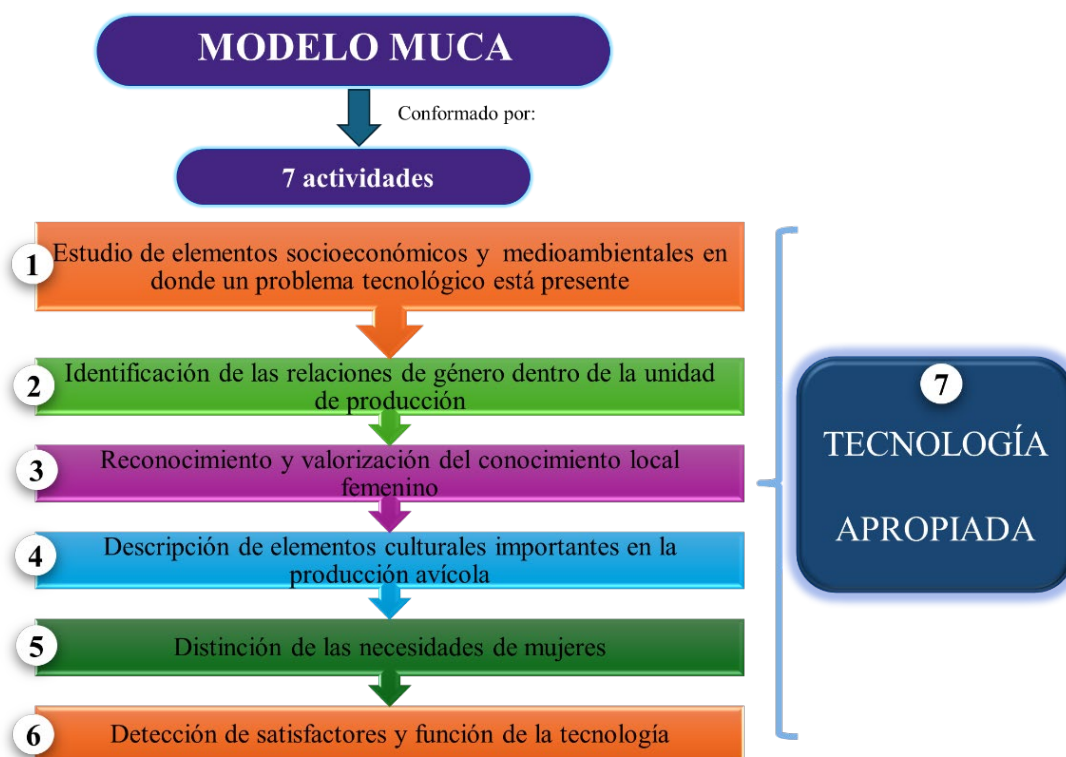 MODELO MUCA
Conformado por:
7 actividades
1
Estudio de elementos socioeconómicos y medioambientales en
donde un problema tecnológico está presente
2
Identificación de las relaciones de género dentro de la unidad
de producción
3
Reconocimiento y valorización del conocimiento local
femenino
4
Descripción de elementos culturales importantes en la
producción avícola
5
Distinción de las necesidades de mujeres
6
Detección de satisfactores y función de la tecnología
7
TECNOLOGÍA
APROPIADA